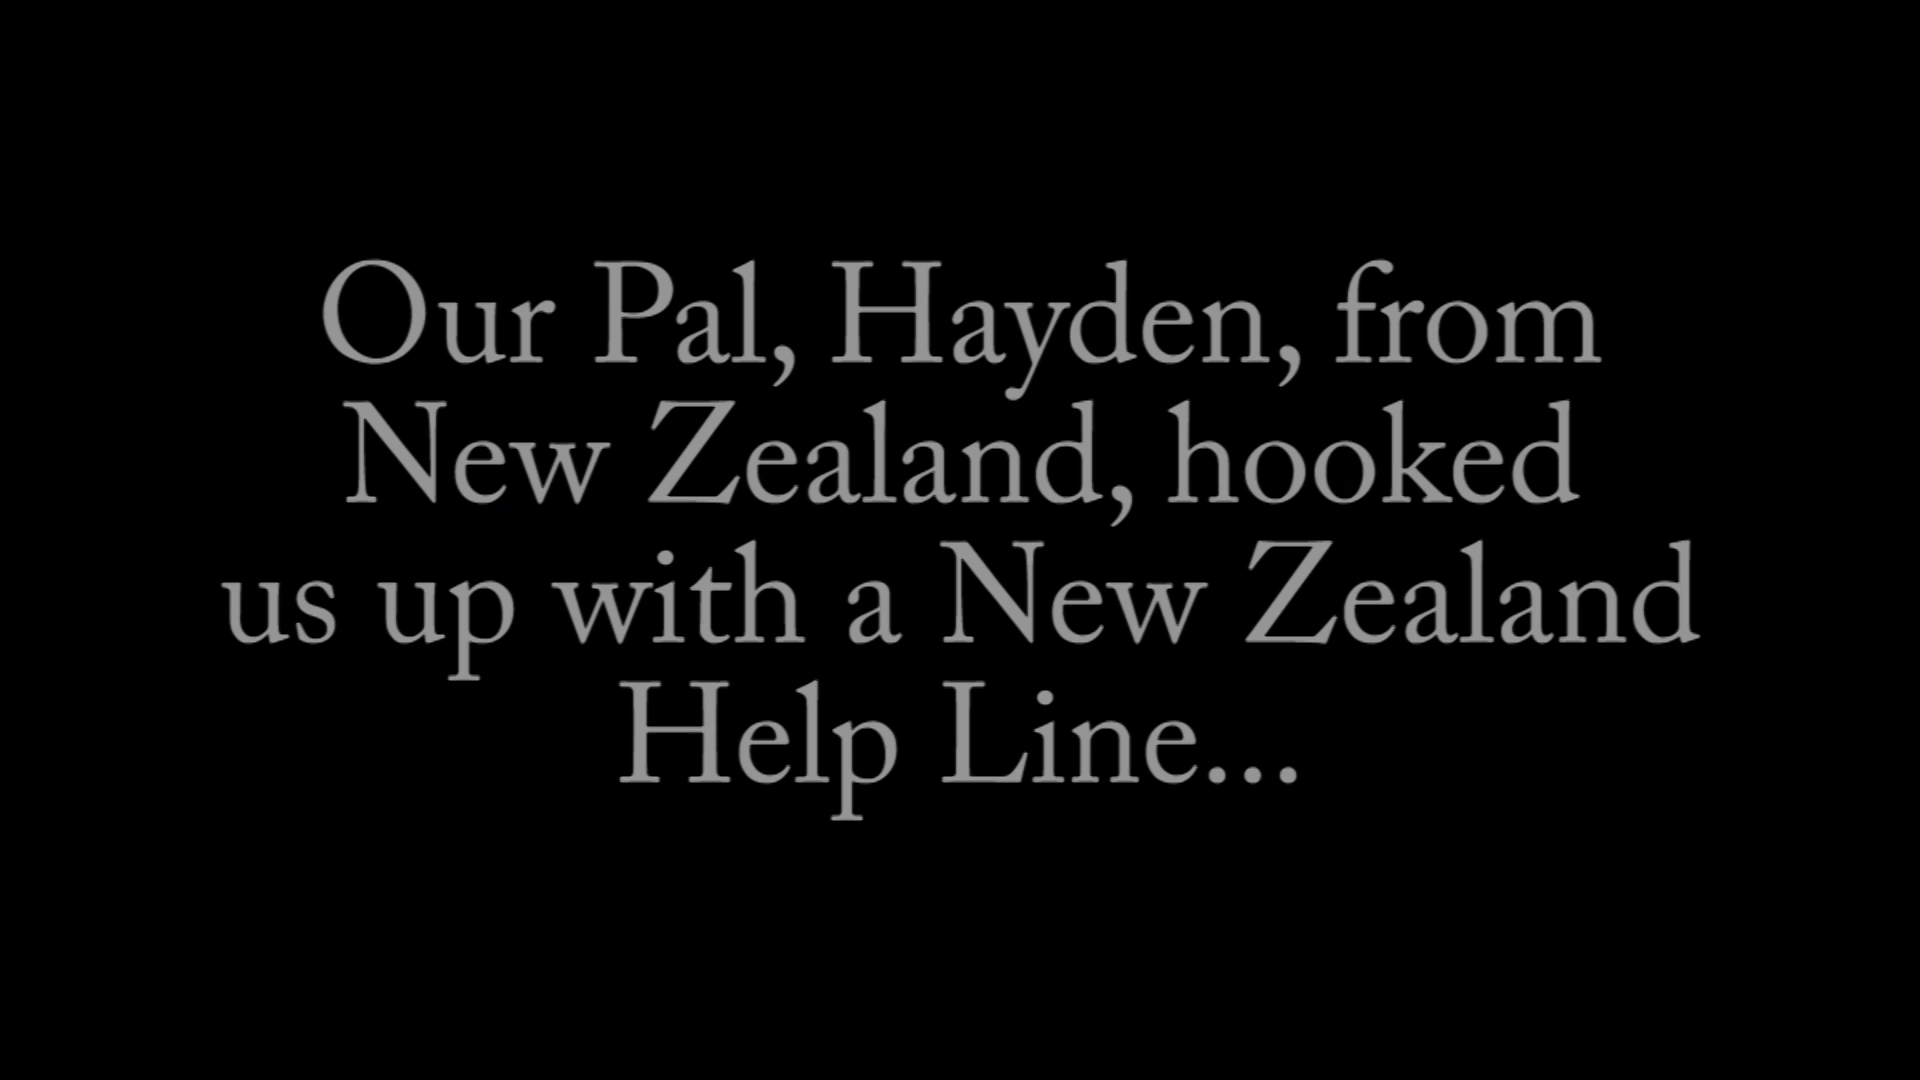 Our Pal, Hayden, from
New Zealand, hooked
us up with a New Zealand
Help Line...